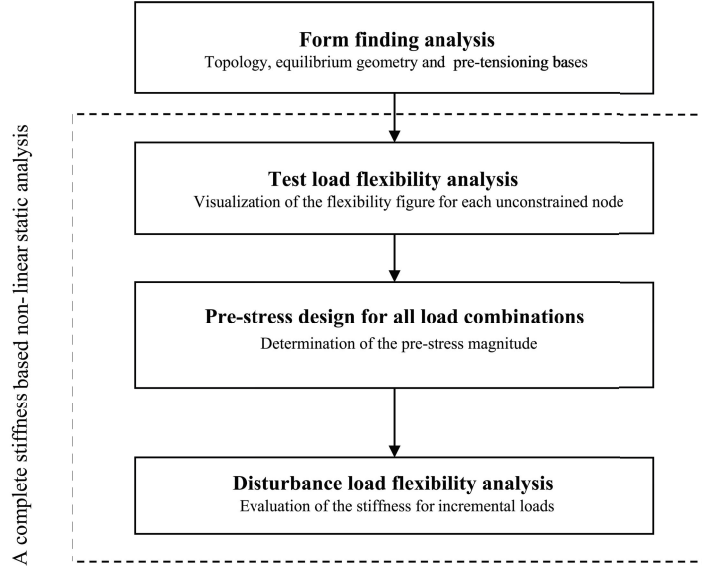 Form finding analysis
Topology, equilibrium geometry and pre-tensioning bases
A complete stiffness based non-linear static analysis
Test load flexibility analysis
Visualization of the flexibility figure for each unconstrained node
Pre-stress design for all load combinations
Determination of the pre-stress magnitude
Disturbance load flexibility analysis
Evaluation of the stiffness for incremental loads